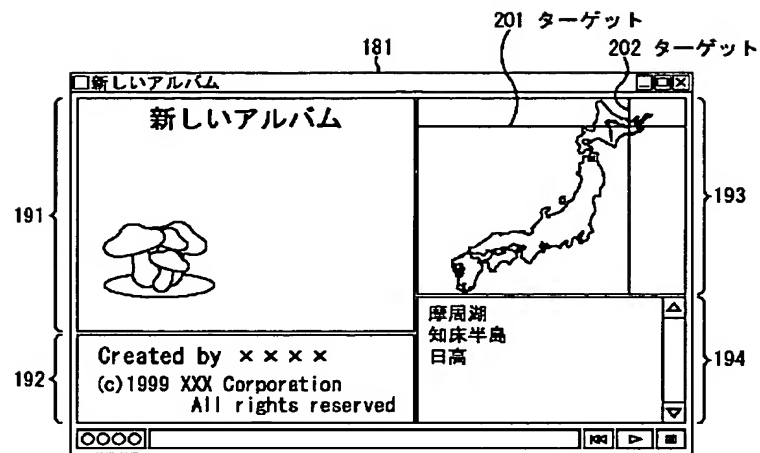 201 ターゲット
181
202 ターゲット
新しいアルバム
新しいアルバム
191
193
摩周湖
知床半島
日高
194
Created by ××××
(c)1999 XXX Corporation
All rights reserved
192